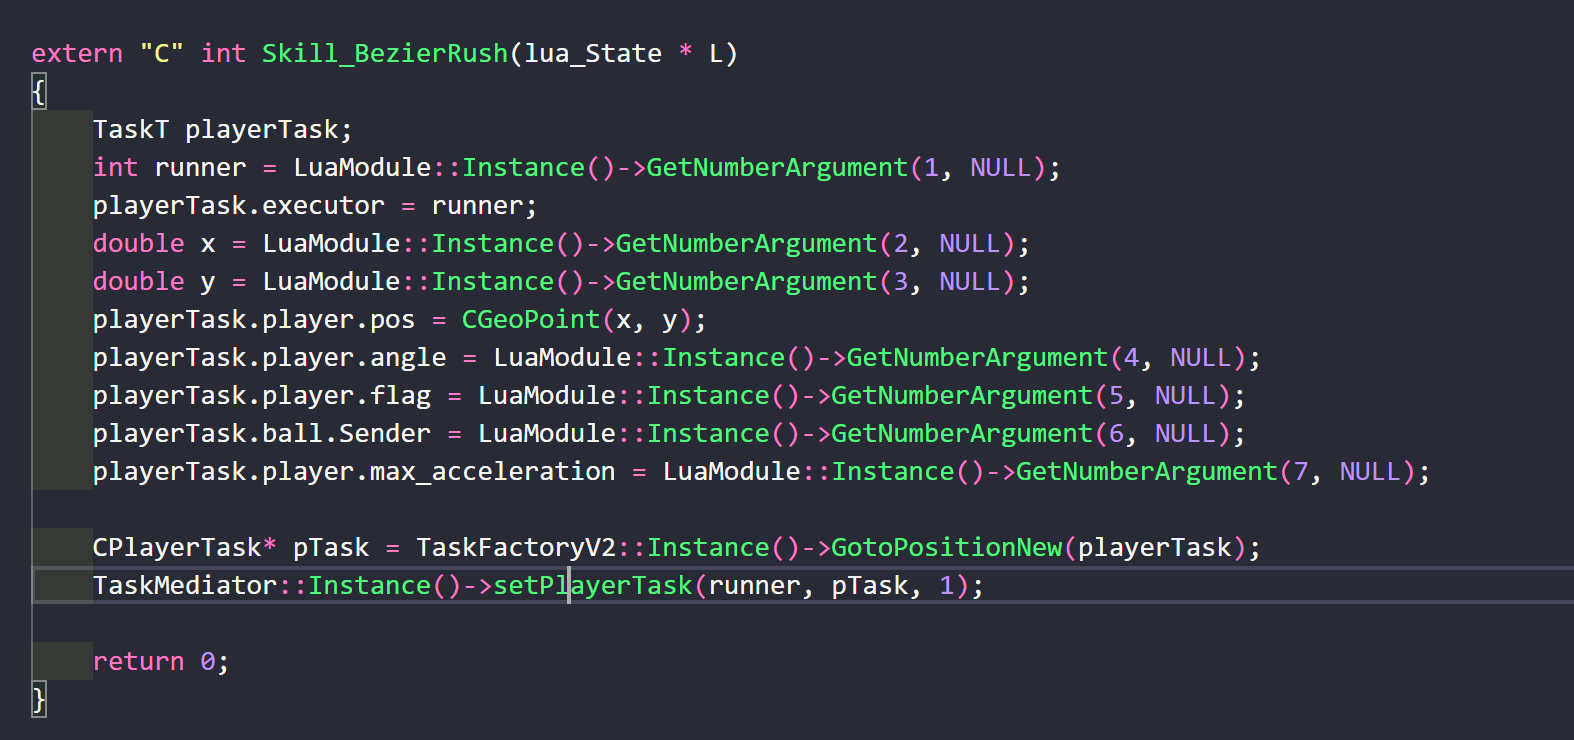 extern "C" int Skill_BezierRush(lua_State * L)
{
TaskT playerTask;
int runner = LuaModule::Instance()->GetNumberArgument(1, NULL);
playerTask.executor = runner;
double x = LuaModule::Instance()->GetNumberArgument(2, NULL);
double y = LuaModule::Instance()->GetNumberArgument(3, NULL);
playerTask.player.pos = CGeoPoint(x, y);
playerTask.player.angle = LuaModule::Instance()->GetNumberArgument(4, NULL);
playerTask.player.flag = LuaModule::Instance()->GetNumberArgument(5, NULL);
playerTask.ball.Sender = LuaModule::Instance()->GetNumberArgument(6, NULL);
playerTask.player.max_acceleration = LuaModule::Instance()->GetNumberArgument(7, NULL);
CPlayerTask* pTask = TaskFactoryV2::Instance()->GotoPositionNew(playerTask);
TaskMediator::Instance()->setPlayerTask(runner, pTask, 1);
return 0;
}